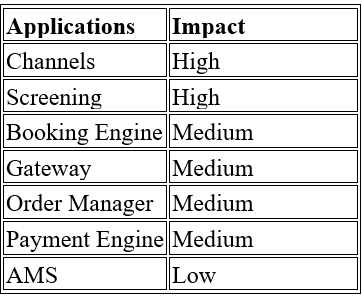 Applications Impact
Channels High
Screening High
Booking Engine Medium
Gateway Medium
Order Manager Medium
Payment Engine Medium
AMS Low